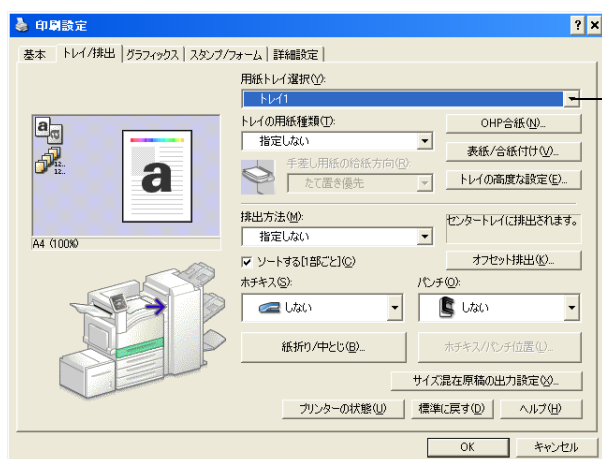 印刷設定
基本 トレイ/排出 グラフィックス スタンプ/フォーム 詳細設定
用紙トレイ選択(Y):
トレイ1
トレイの用紙種類(T):
指定しない
OHP合紙(N)...
表紙/合紙付け(V)...
手差し用紙の給紙方向(R):
たて置き優先
トレイの高度な設定(E)...
a
a
12..
12..
a
A4 (100%)
排出方法(M):
指定しない
センタートレイに排出されます。
ソートする[1部ごと](C)
オフセット排出(K)...
ホチキス(S):
しない
パンチ(O):
しない
紙折り/中とじ(B)...
ホチキス/パンチ位置(L)...
サイズ混在原稿の出力設定(X)...
プリンターの状態(U)
標準に戻す(D)
ヘルプ(H)
OK
キャンセル